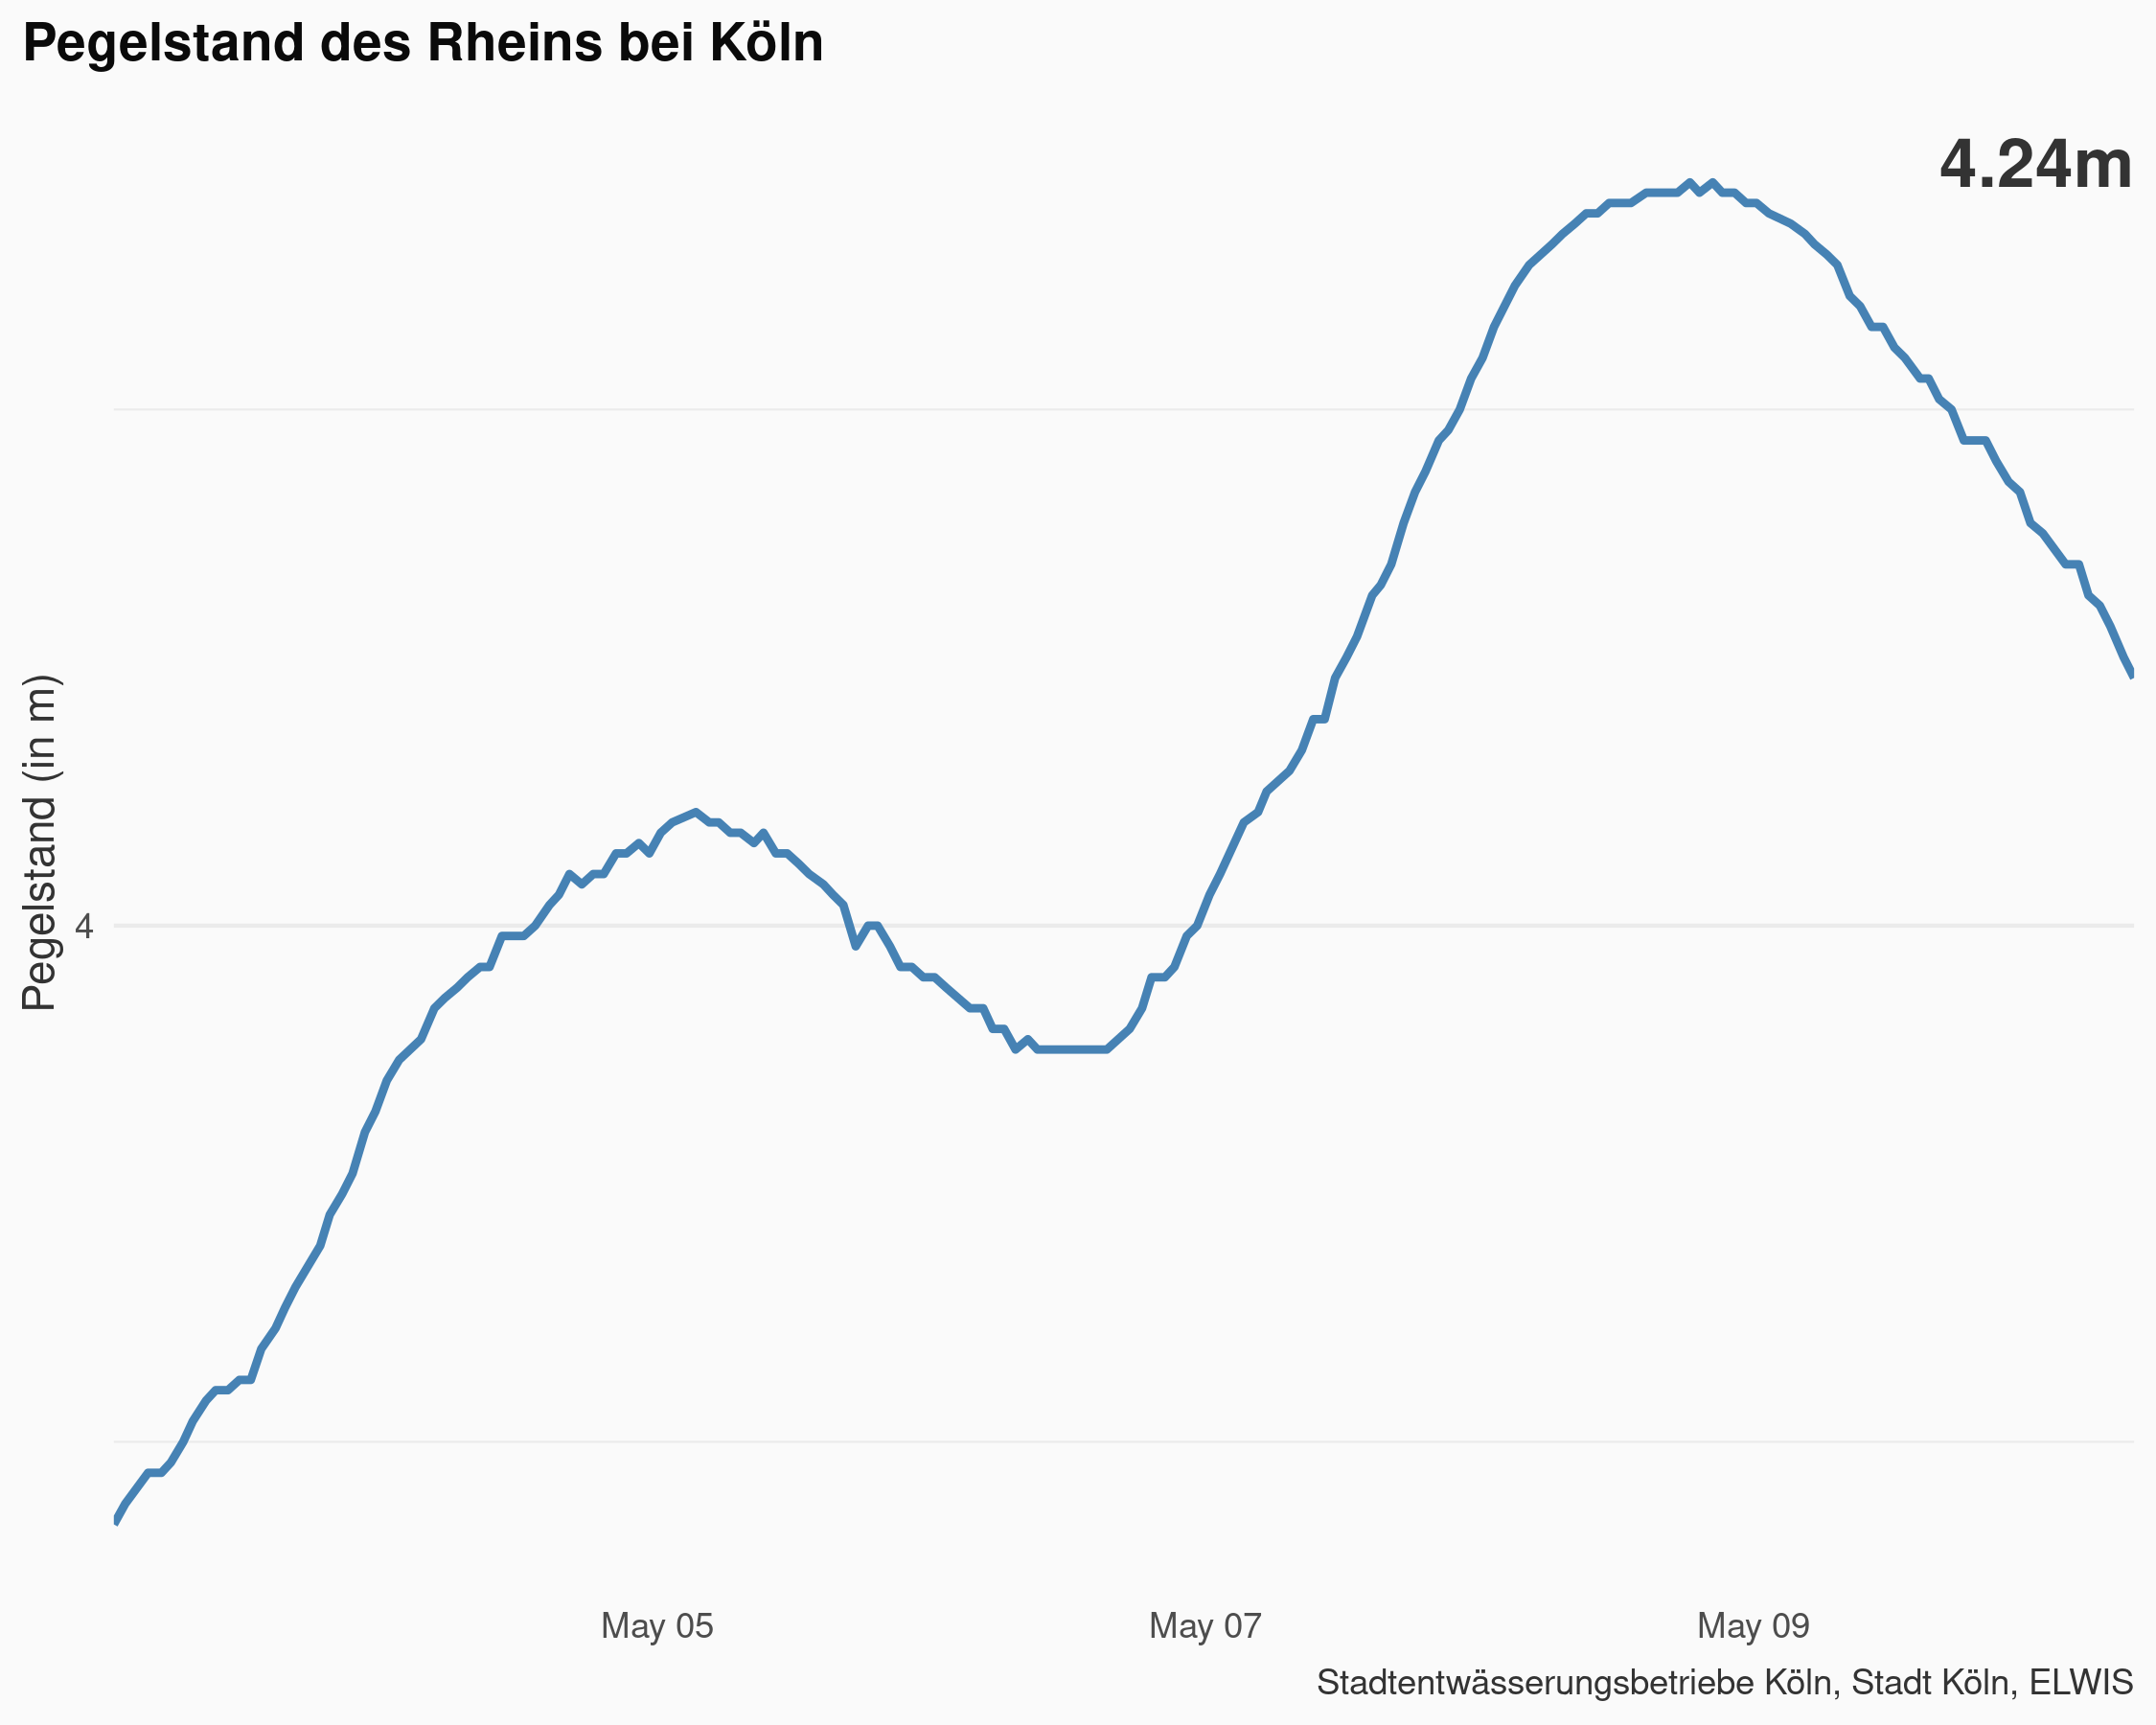 Pegelstand des Rheins bei Köln
4.24m
Pegelstand (in m)
4
May 05
May 07
May 09
Stadtentwässerungsbetriebe Köln, Stadt Köln, ELWIS